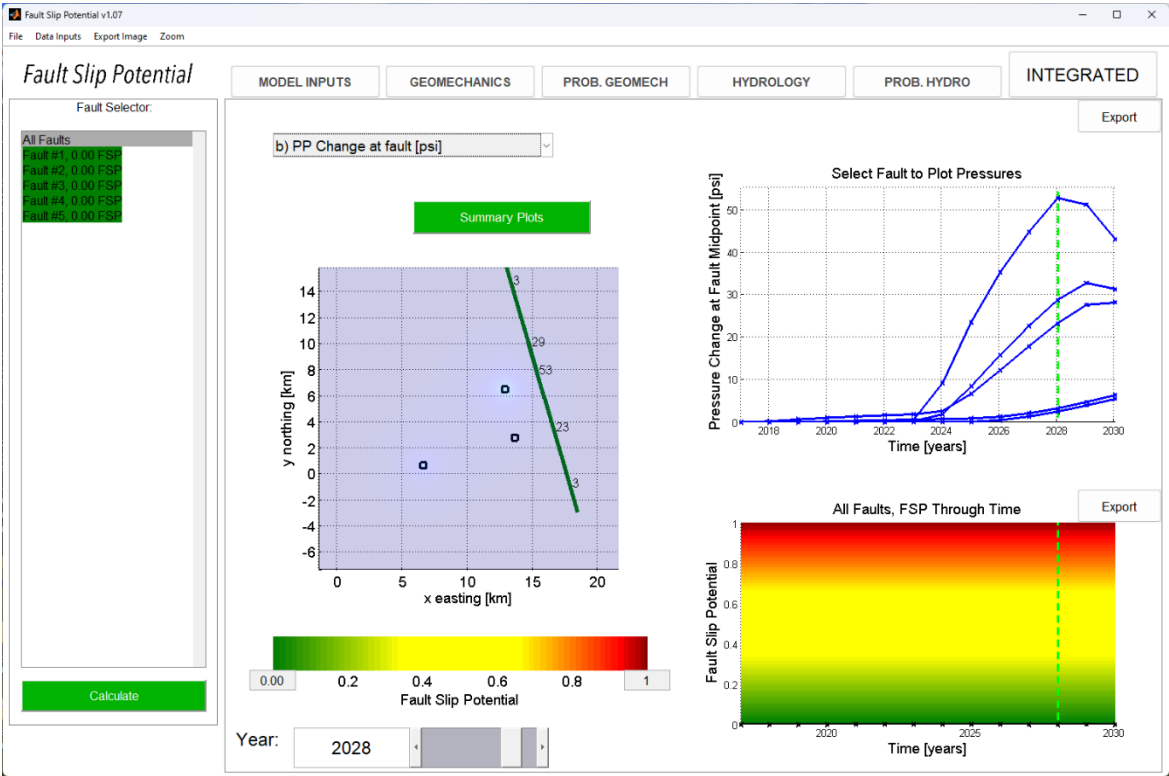 Fault Slip Potential v1.07
File Data Inputs Export Image Zoom
Fault Slip Potential
MODEL INPUTS GEOMECHANICS PROB. GEOMECH HYDROLOGY PROB. HYDRO INTEGRATED
Fault Selector:
All Faults
Fault #1, 0.00 FSP
Fault #2, 0.00 FSP
Fault #3, 0.00 FSP
Fault #4, 0.00 FSP
Fault #5, 0.00 FSP
Calculate
Export
b) PP Change at fault [psi]
Summary Plots
14
12
10
8
6
4
2
0
-2
-4
-6
y northing [km]
3
29
53
23
3
0 5 10 15 20
x easting [km]
0.00 0.2 0.4 0.6 0.8 1
Fault Slip Potential
Year: 2028
Select Fault to Plot Pressures
Pressure Change at Fault Midpoint [psi]
50
40
30
20
10
0
2018 2020 2022 2024 2026 2028 2030
Time [years]
Export
All Faults, FSP Through Time
Fault Slip Potential
1
0.8
0.6
0.4
0.2
0
2020 2025 2030
Time [years]